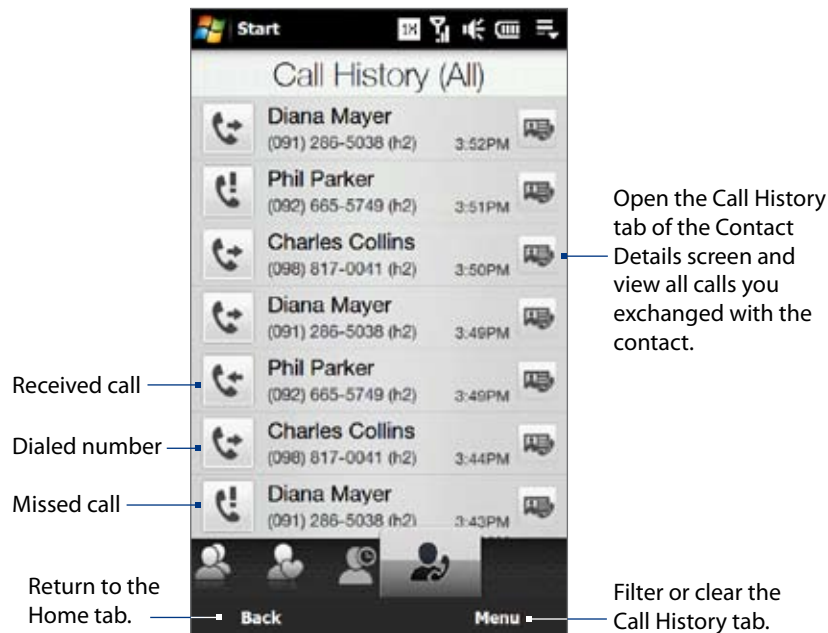 Start
1X
Call History (All)
Diana Mayer
(091) 286-5038 (h2) 3:52PM
Phil Parker
(092) 665-5749 (h2) 3:51PM
Charles Collins
(098) 817-0041 (h2) 3:50PM
Diana Mayer
(091) 286-5038 (h2) 3:49PM
Phil Parker
(092) 665-5749 (h2) 3:49PM
Charles Collins
(098) 817-0041 (h2) 3:44PM
Diana Mayer
(091) 286-5038 (h2) 3:43PM
Back
Menu
Received call
Dialed number
Missed call
Return to the
Home tab.
Open the Call History
tab of the Contact
Details screen and
view all calls you
exchanged with the
contact.
Filter or clear the
Call History tab.